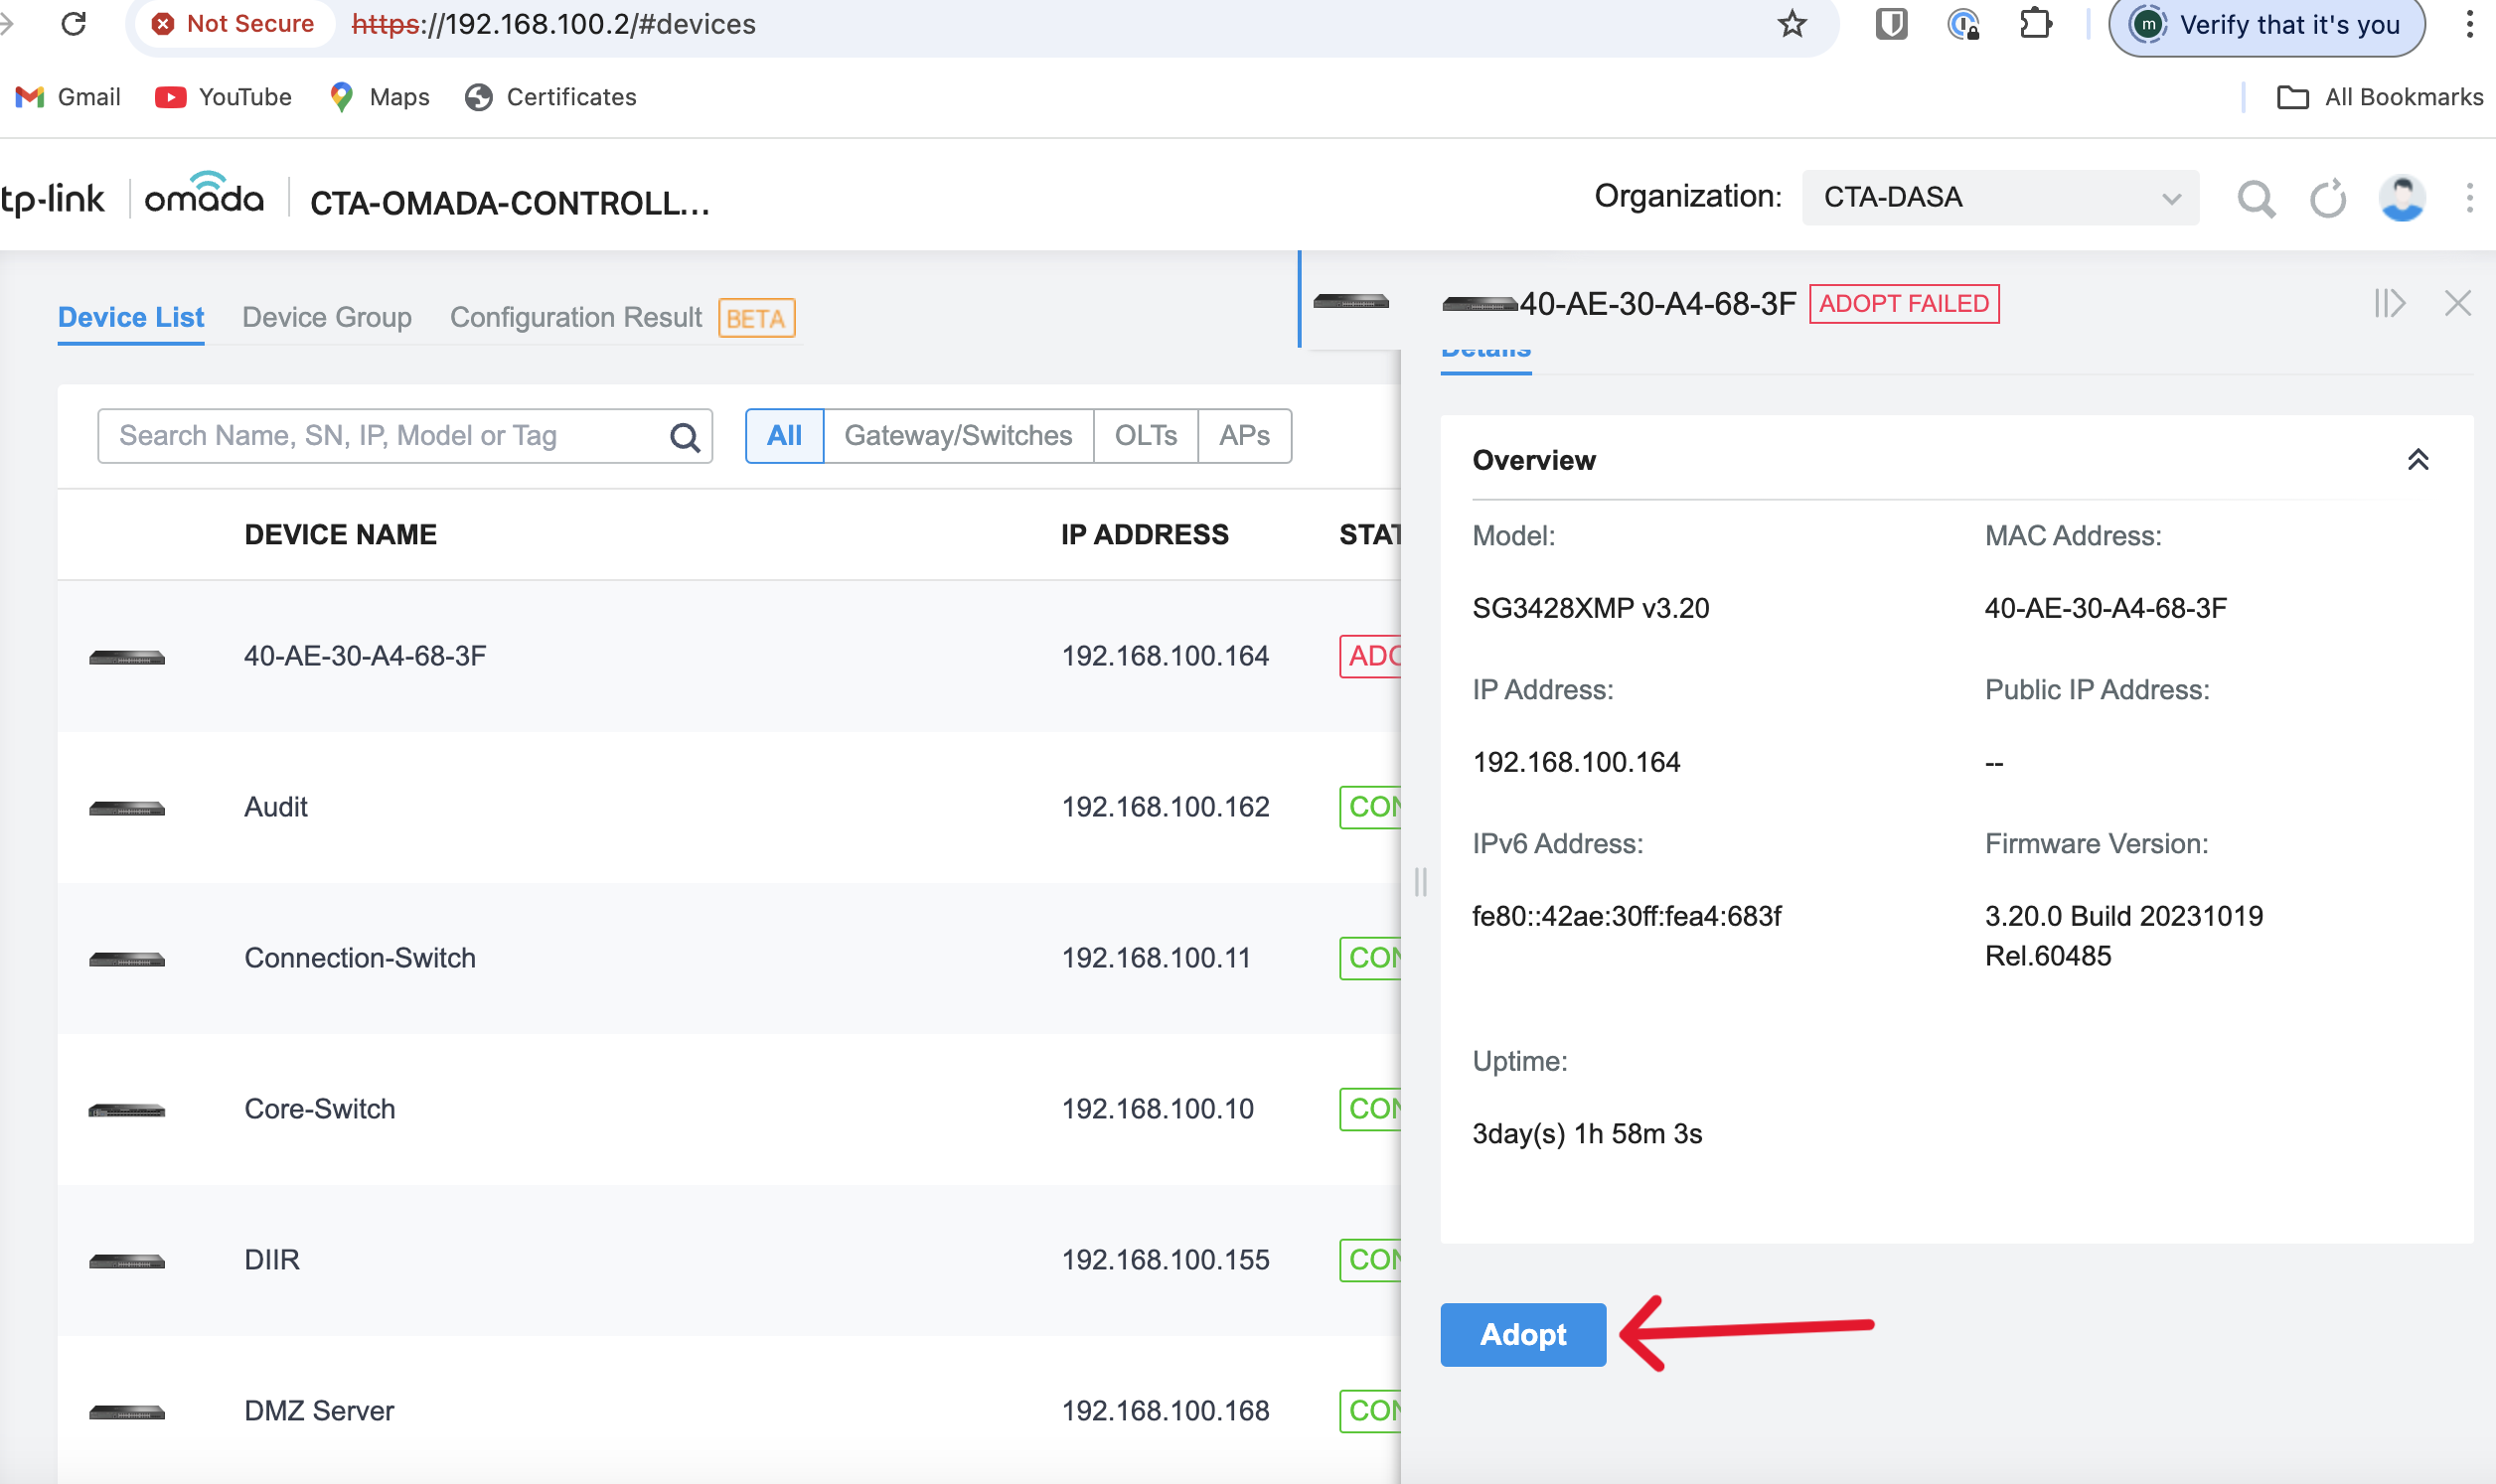 Not Secure https://192.168.100.2/#devices
m Verify that it's you
Gmail YouTube Maps Certificates All Bookmarks
tp-link omada CTA-OMADA-CONTROLL... Organization: CTA-DASA
Device List Device Group Configuration Result BETA
40-AE-30-A4-68-3F ADOPT FAILED
Details
Search Name, SN, IP, Model or Tag All Gateway/Switches OLTs APs
DEVICE NAME IP ADDRESS STAT
40-AE-30-A4-68-3F 192.168.100.164 ADO
Audit 192.168.100.162 CON
Connection-Switch 192.168.100.11 CON
Core-Switch 192.168.100.10 CON
DIIR 192.168.100.155 CON
DMZ Server 192.168.100.168 CON
Overview
Model: MAC Address:
SG3428XMP v3.20 40-AE-30-A4-68-3F
IP Address: Public IP Address:
192.168.100.164 --
IPv6 Address: Firmware Version:
fe80::42ae:30ff:fea4:683f 3.20.0 Build 20231019
Rel.60485
Uptime:
3day(s) 1h 58m 3s
Adopt